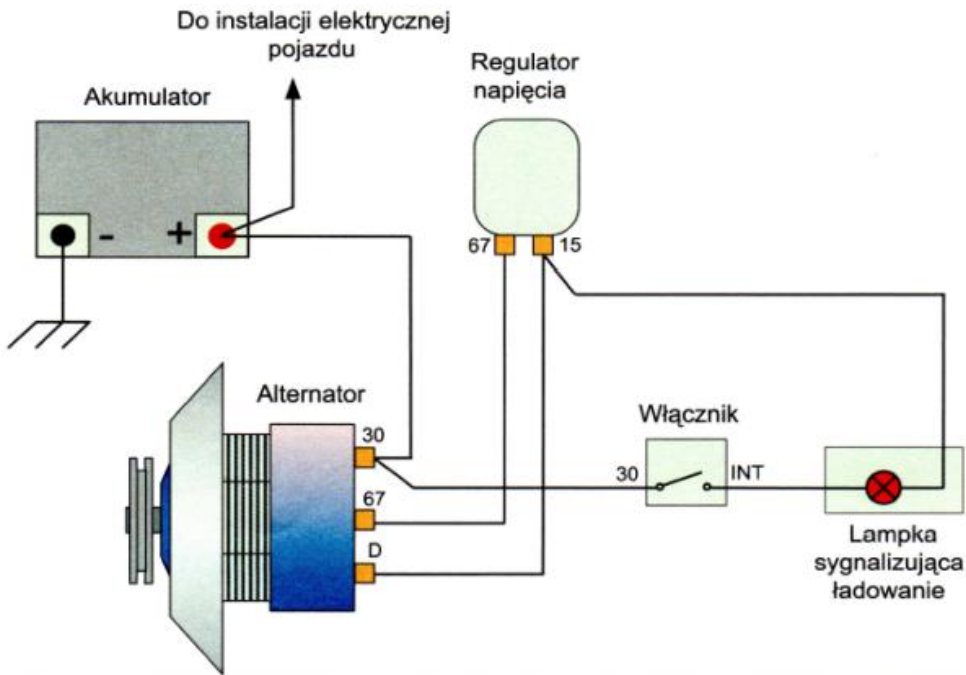 Do instalacji elektrycznej
pojazdu
Akumulator
Regulator
napięcia
- +
67 15
Alternator
30
67
D
Włącznik
30 INT
Lampka
sygnalizująca
ładowanie